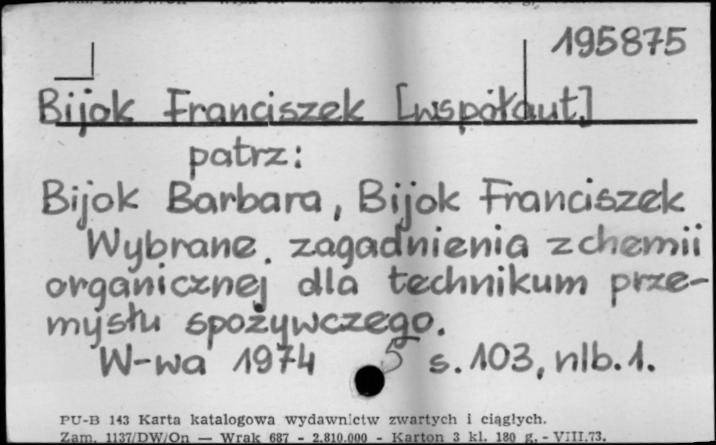 195875
Bijok Franciszek [współaut]
patrz:
Bijok Barbara, Bijok Franciszek
Wybrane zagadnienia z chemii
organicznej dla technikum prze-
mysłu spożywczego.
W-wa 1974 5 s. 103, nlb. 1.
PU-B 143 Karta katalogowa wydawnictw zwartych i ciągłych.
Zam. 1137/DW/On — Wrak 687 - 2.810.000 - Karton 3 kl. 180 g. - VIII.73.